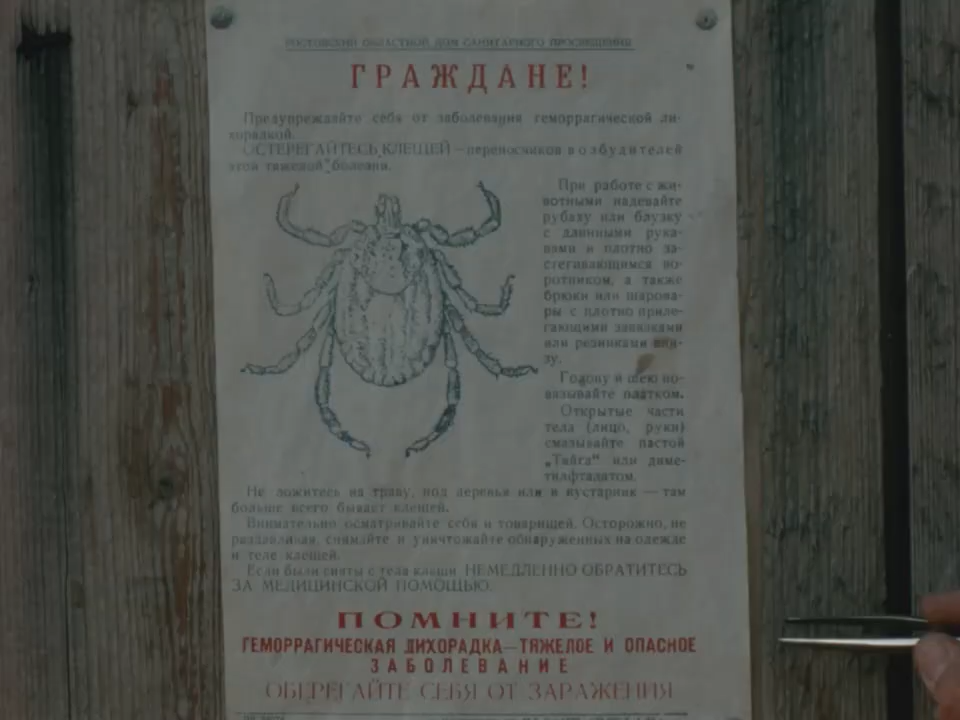 РОСТОВСКИЙ ОБЛАСТНОЙ ДОМ САНИТАРНОГО ПРОСВЕЩЕНИЯ
ГРАЖДАНЕ!
Предупреждайте себя от заболевания геморрагической ли-
хорадкой.
ОСТЕРЕГАЙТЕСЬ КЛЕЩЕЙ — переносчиков возбудителей
этой тяжелой болезни.
При работе с жи-
вотными надевайте
рубаху или блузку
с длинными рука-
вами и плотно за-
стегивающимся во-
ротником, а также
брюки или шарова-
ры с плотно приле-
гающими завязками
или резинками вни-
зу.
Голову и шею по-
вязывайте платком.
Открытые части
тела (лицо, руки)
смазывайте пастой
„Тайга“ или диме-
тилфталатом.
Не ложитесь на траву, под деревья или в кустарник — там
больше всего бывает клещей.
Внимательно осматривайте себя и товарищей. Осторожно, не
раздавливая, снимайте и уничтожайте обнаруженных на одежде
и теле клещей.
Если были сняты с тела клещи НЕМЕДЛЕННО ОБРАТИТЕСЬ
ЗА МЕДИЦИНСКОЙ ПОМОЩЬЮ.
ПОМНИТЕ!
ГЕМОРРАГИЧЕСКАЯ ЛИХОРАДКА—ТЯЖЕЛОЕ И ОПАСНОЕ
ЗАБОЛЕВАНИЕ
ОБЕРЕГАЙТЕ СЕБЯ ОТ ЗАРАЖЕНИЯ